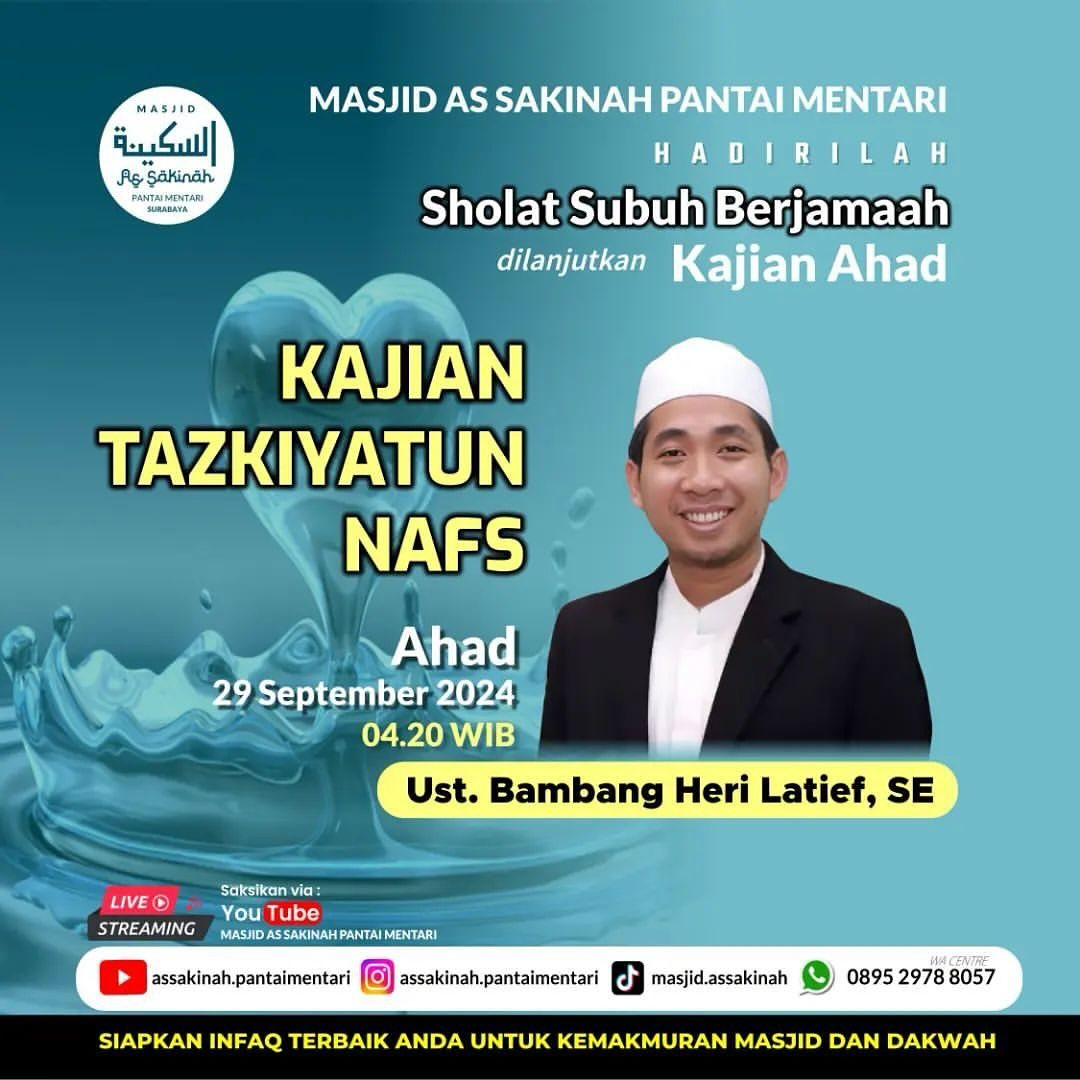 MASJID
السكينة
As Sakinah
PANTAI MENTARI
SURABAYA
MASJID AS SAKINAH PANTAI MENTARI
HADIRILAH
Sholat Subuh Berjamaah
dilanjutkan Kajian Ahad
KAJIAN
TAZKIYATUN
NAFS
Ahad
29 September 2024
04.20 WIB
Ust. Bambang Heri Latief, SE
LIVE
STREAMING
Saksikan via :
YouTube
MASJID AS SAKINAH PANTAI MENTARI
assakinah.pantaimentari assakinah.pantaimentari masjid.assakinah
WA CENTRE
0895 2978 8057
SIAPKAN INFAQ TERBAIK ANDA UNTUK KEMAKMURAN MASJID DAN DAKWAH